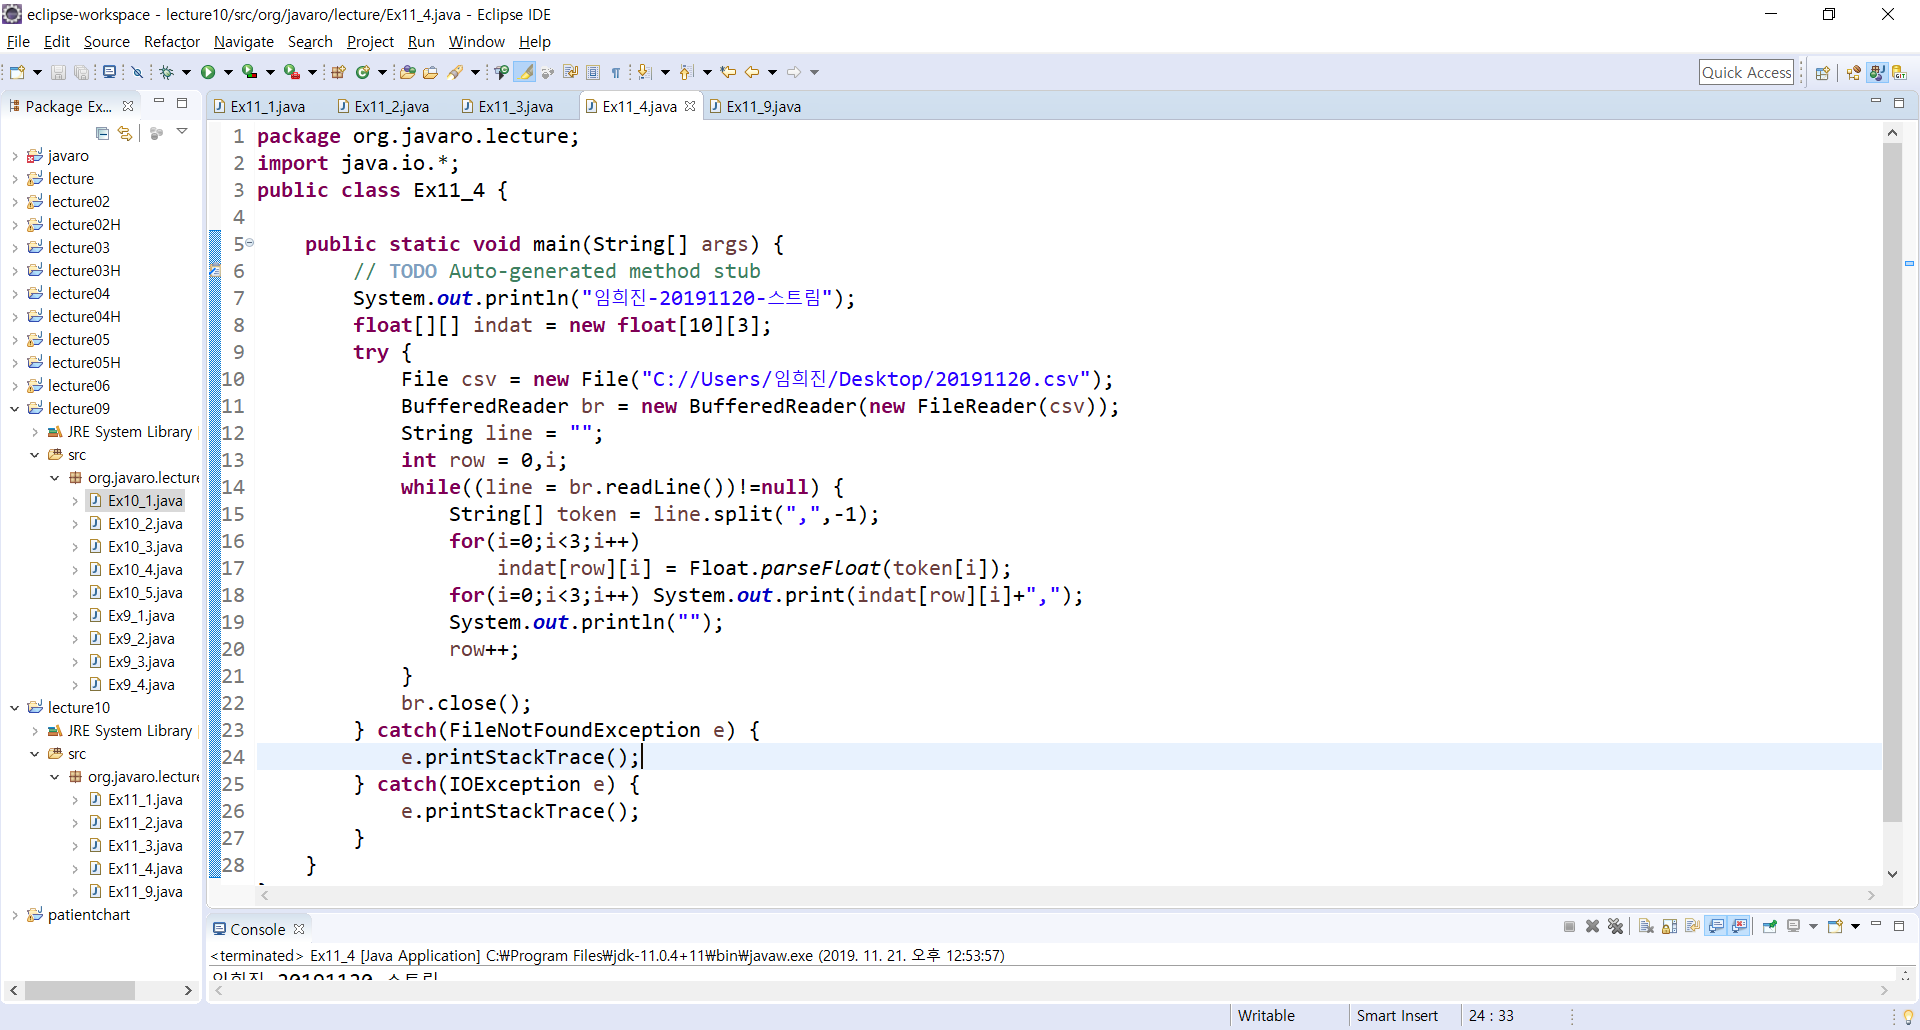 eclipse-workspace - lecture10/src/org/javaro/lecture/Ex11_4.java - Eclipse IDE
File Edit Source Refactor Navigate Search Project Run Window Help
Quick Access
Package Ex...
Ex11_1.java Ex11_2.java Ex11_3.java Ex11_4.java Ex11_9.java
javaro
lecture
lecture02
lecture02H
lecture03
lecture03H
lecture04
lecture04H
lecture05
lecture05H
lecture06
lecture09
JRE System Library
src
org.javaro.lecture
Ex10_1.java
Ex10_2.java
Ex10_3.java
Ex10_4.java
Ex10_5.java
Ex9_1.java
Ex9_2.java
Ex9_3.java
Ex9_4.java
lecture10
JRE System Library
src
org.javaro.lecture
Ex11_1.java
Ex11_2.java
Ex11_3.java
Ex11_4.java
Ex11_9.java
patientchart
1 package org.javaro.lecture;
2 import java.io.*;
3 public class Ex11_4 {
4
5     public static void main(String[] args) {
6         // TODO Auto-generated method stub
7         System.out.println("임희진-20191120-스트림");
8         float[][] indat = new float[10][3];
9         try {
10             File csv = new File("C://Users/임희진/Desktop/20191120.csv");
11             BufferedReader br = new BufferedReader(new FileReader(csv));
12             String line = "";
13             int row = 0,i;
14             while((line = br.readLine())!=null) {
15                 String[] token = line.split(",",-1);
16                 for(i=0;i<3;i++)
17                     indat[row][i] = Float.parseFloat(token[i]);
18                 for(i=0;i<3;i++) System.out.print(indat[row][i]+",");
19                 System.out.println("");
20                 row++;
21             }
22             br.close();
23         } catch(FileNotFoundException e) {
24             e.printStackTrace();
25         } catch(IOException e) {
26             e.printStackTrace();
27         }
28     }
Console
<terminated> Ex11_4 [Java Application] C:₩Program Files₩jdk-11.0.4+11₩bin₩javaw.exe (2019. 11. 21. 오후 12:53:57)
임희진-20191120-스트림
Writable Smart Insert 24 : 33